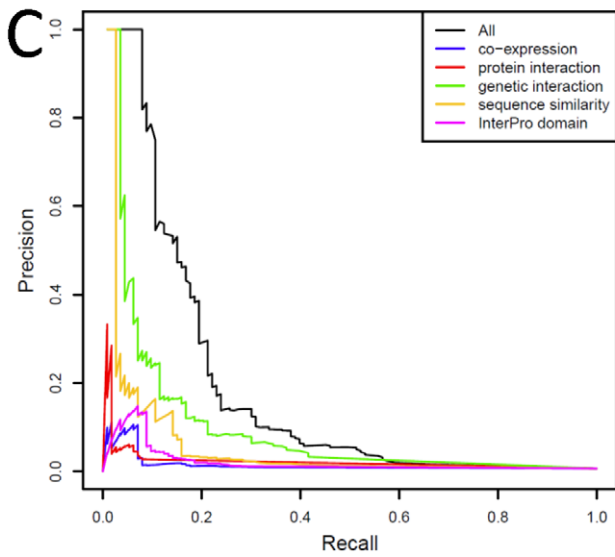 C
All
co-expression
protein interaction
genetic interaction
sequence similarity
InterPro domain
Precision
1.0
0.8
0.6
0.4
0.2
0.0
0.0 0.2 0.4 0.6 0.8 1.0
Recall